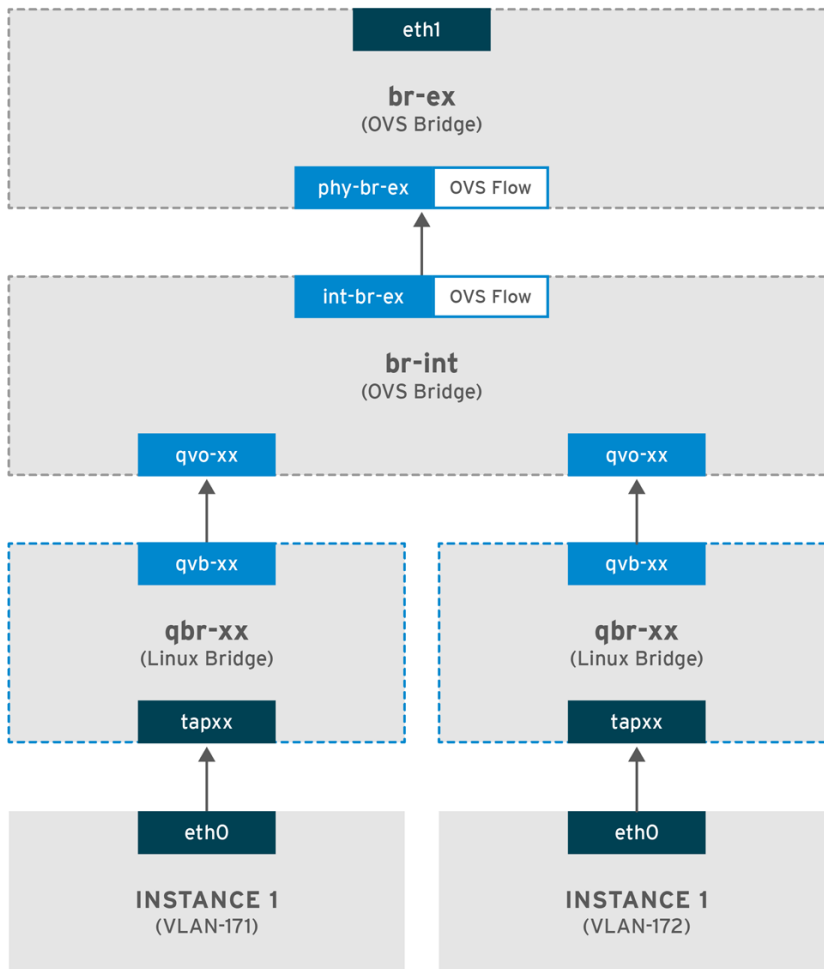 eth1
br-ex
(OVS Bridge)
phy-br-ex OVS Flow
int-br-ex OVS Flow
br-int
(OVS Bridge)
qvo-xx qvo-xx
qvb-xx qvb-xx
qbr-xx qbr-xx
(Linux Bridge) (Linux Bridge)
tapxx tapxx
eth0 eth0
INSTANCE 1 INSTANCE 1
(VLAN-171) (VLAN-172)